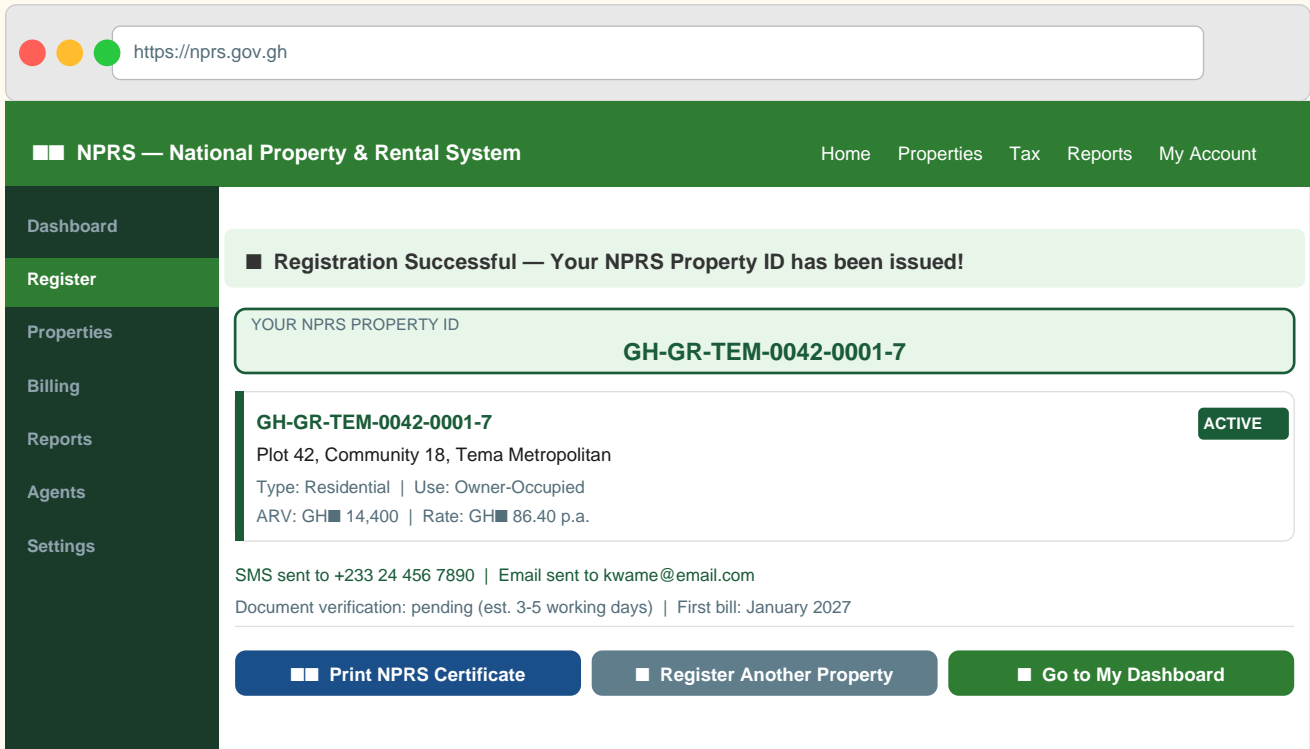 https://nprs.gov.gh
■■ NPRS — National Property & Rental System
Home Properties Tax Reports My Account
Dashboard
Register
Properties
Billing
Reports
Agents
Settings
■ Registration Successful — Your NPRS Property ID has been issued!
YOUR NPRS PROPERTY ID
GH-GR-TEM-0042-0001-7
GH-GR-TEM-0042-0001-7
ACTIVE
Plot 42, Community 18, Tema Metropolitan
Type: Residential | Use: Owner-Occupied
ARV: GH■ 14,400 | Rate: GH■ 86.40 p.a.
SMS sent to +233 24 456 7890 | Email sent to kwame@email.com
Document verification: pending (est. 3-5 working days) | First bill: January 2027
■■ Print NPRS Certificate
■ Register Another Property
■ Go to My Dashboard